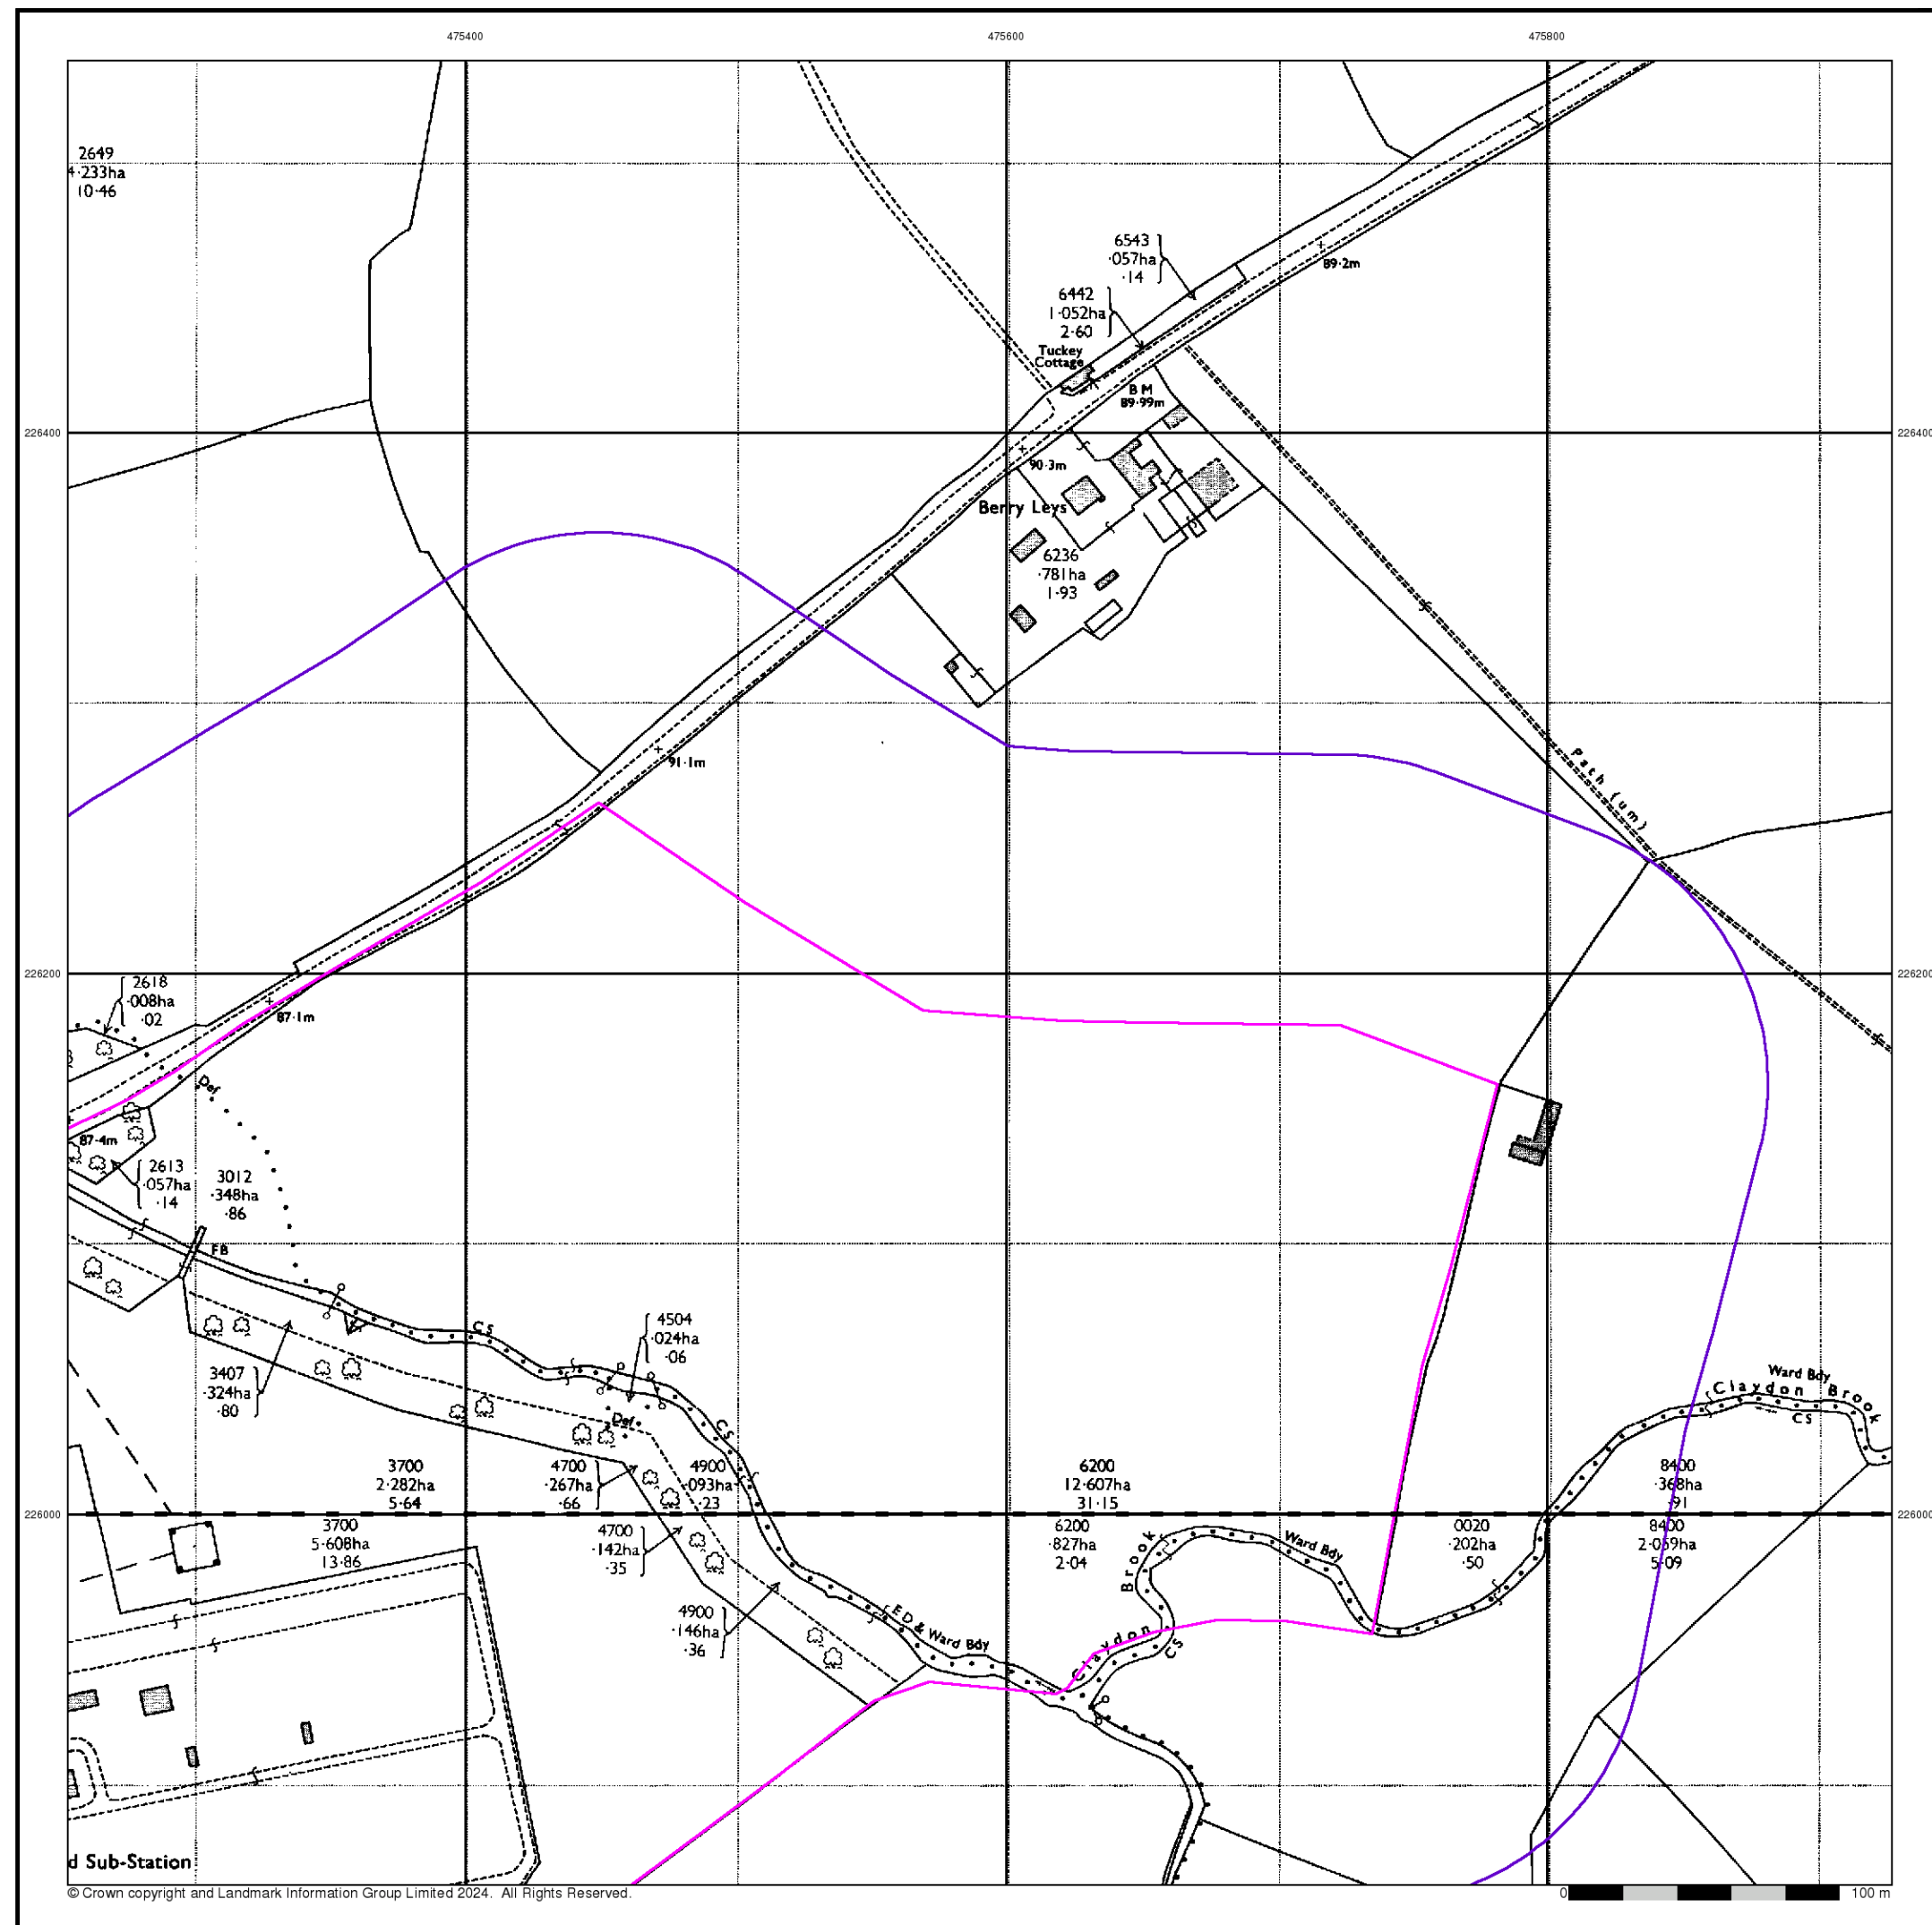 475400
475600
475800
2649
4·233ha
10·46
6543
·057ha
·14
6442
1·052ha
2·60
89·2m
Tuckey
Cottage
B M
89·99m
226400
226400
90·3m
Berry Leys
6236
·781ha
1·93
91·1m
Path (um)
226200
226200
2618
·008ha
·02
87·1m
Def
87·4m
2613
·057ha
·14
3012
·348ha
·86
FB
CS
4504
·024ha
·06
3407
·324ha
·80
Def
CS
Ward Bdy
Claydon Brook
CS
3700
2·282ha
5·64
4700
·267ha
·66
4900
·093ha
·23
6200
12·607ha
31·15
8400
·368ha
·91
226000
226000
3700
5·608ha
13·86
4700
·142ha
·35
6200
·827ha
2·04
Ward Bdy
0020
·202ha
·50
8400
2·059ha
5·09
4900
·146ha
·36
ED & Ward Bdy
Claydon Brook
CS
d Sub-Station
© Crown copyright and Landmark Information Group Limited 2024. All Rights Reserved.
0 100 m